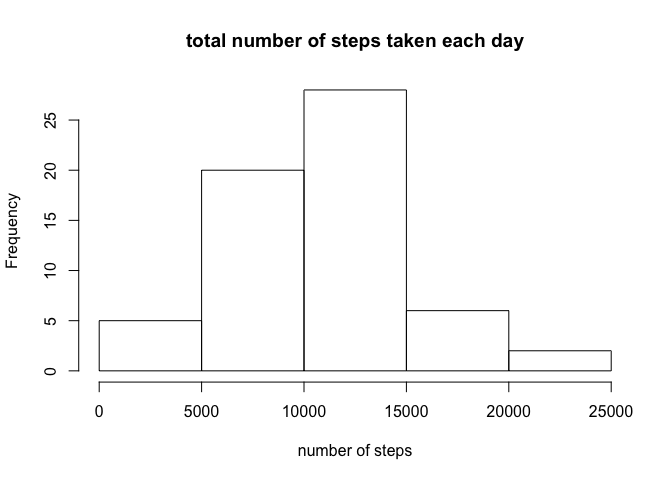 total number of steps taken each day
Frequency
25
20
15
10
5
0
0 5000 10000 15000 20000 25000
number of steps